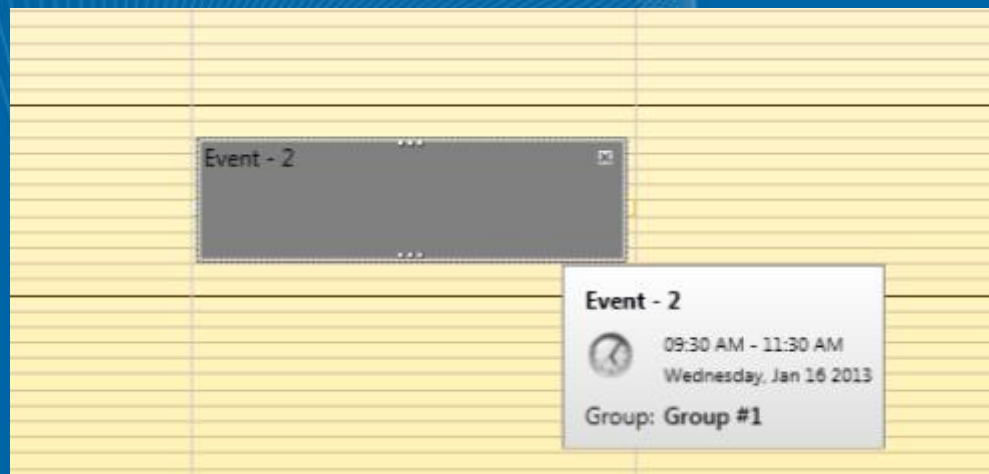 Event - 2
Event - 2
09:30 AM - 11:30 AM
Wednesday, Jan 16 2013
Group: Group #1